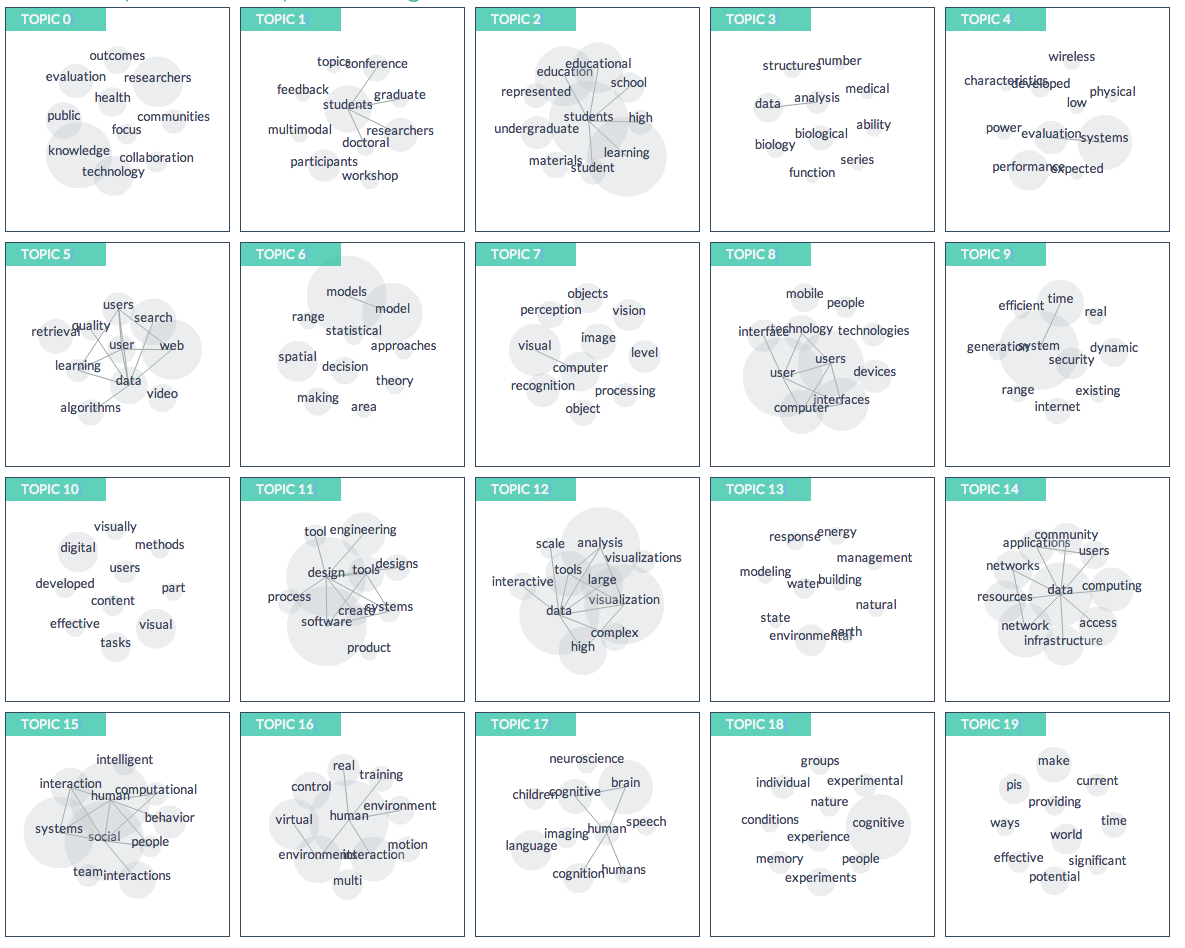 TOPIC 0
outcomes
evaluation researchers
health
public communities
focus
knowledge collaboration
technology
TOPIC 1
topics conference
feedback
graduate
students
multimodal researchers
doctoral
participants
workshop
TOPIC 2
educational
education
school
represented
students high
undergraduate
learning
materials
student
TOPIC 3
number
structures
medical
data analysis
ability
biological
biology
series
function
TOPIC 4
wireless
characteristics
developed
physical
low
power
evaluation systems
performance
expected
TOPIC 5
users
search
quality
retrieval
user web
learning
data
video
algorithms
TOPIC 6
models
model
range
statistical
approaches
spatial
decision
theory
making
area
TOPIC 7
objects
perception vision
image
visual
level
computer
recognition
processing
object
TOPIC 8
mobile
people
interface technology technologies
users
user devices
interfaces
computer
TOPIC 9
time
efficient
real
generation system dynamic
security
range existing
internet
TOPIC 10
visually
digital methods
users
developed part
content
effective visual
tasks
TOPIC 11
tool engineering
designs
design tools
process
create systems
software
product
TOPIC 12
scale analysis
visualizations
tools
interactive large
visualization
data
complex
high
TOPIC 13
energy
response
management
modeling
water building
natural
state
environmental earth
TOPIC 14
community
applications
users
networks
data computing
resources
network access
infrastructure
TOPIC 15
intelligent
interaction
human computational
behavior
systems
social people
team interactions
TOPIC 16
real
training
control
environment
human
virtual
motion
environments interaction
multi
TOPIC 17
neuroscience
brain
children cognitive
speech
imaging human
language
cognition humans
TOPIC 18
groups
individual experimental
nature
conditions cognitive
experience
memory people
experiments
TOPIC 19
make
pis current
providing
ways time
world
effective significant
potential